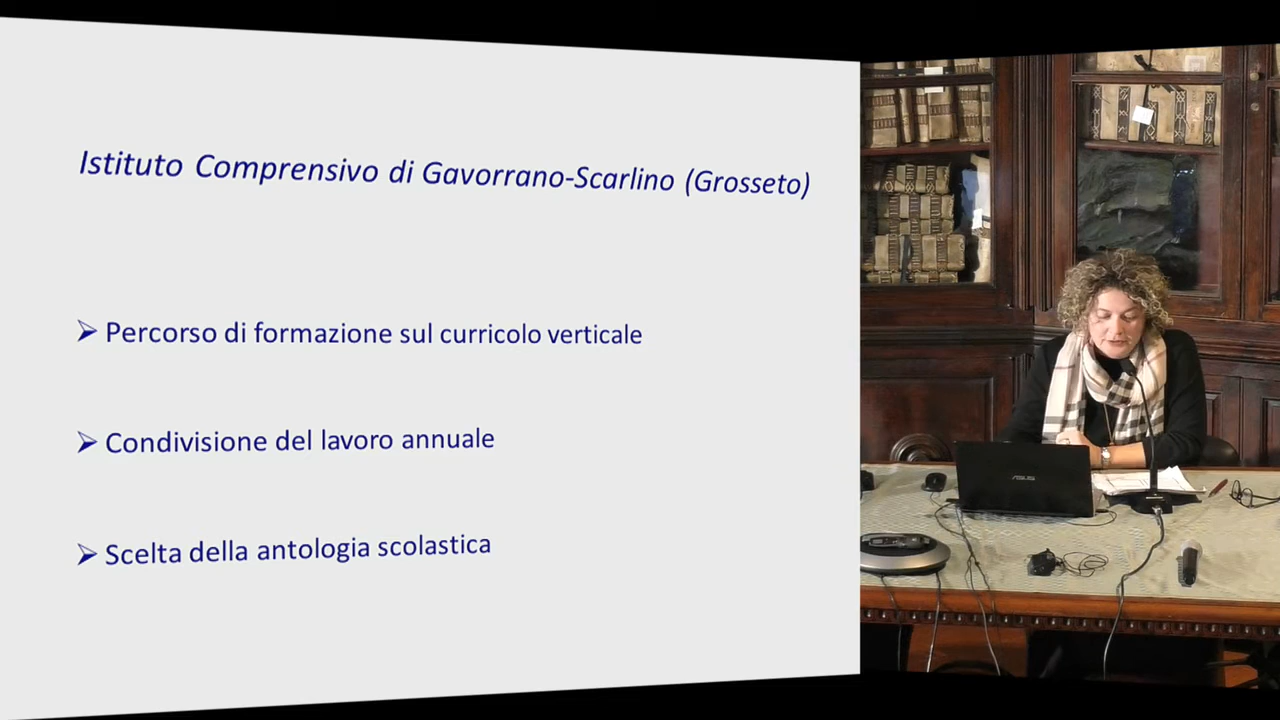 Istituto Comprensivo di Gavorrano-Scarlino (Grosseto)
➢ Percorso di formazione sul curricolo verticale
➢ Condivisione del lavoro annuale
➢ Scelta della antologia scolastica
ASUS